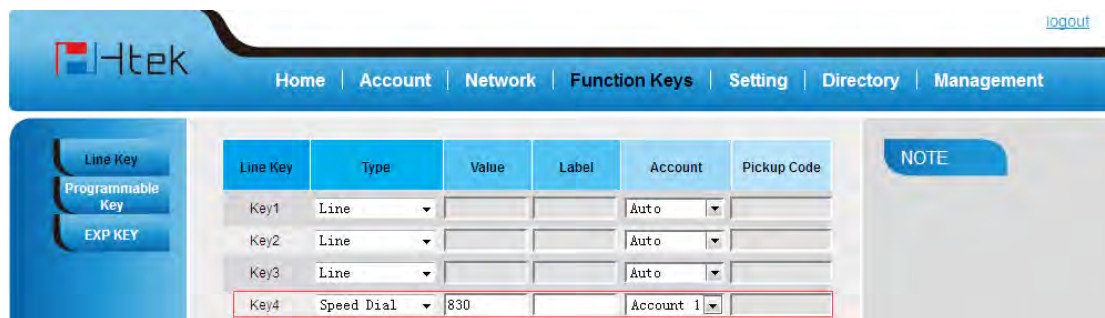 logout
Htek
Home | Account | Network | Function Keys | Setting | Directory | Management
Line Key
Programmable Key
EXP KEY
Line Key Type Value Label Account Pickup Code
Key1 Line Auto
Key2 Line Auto
Key3 Line Auto
Key4 Speed Dial 830 Account 1
NOTE